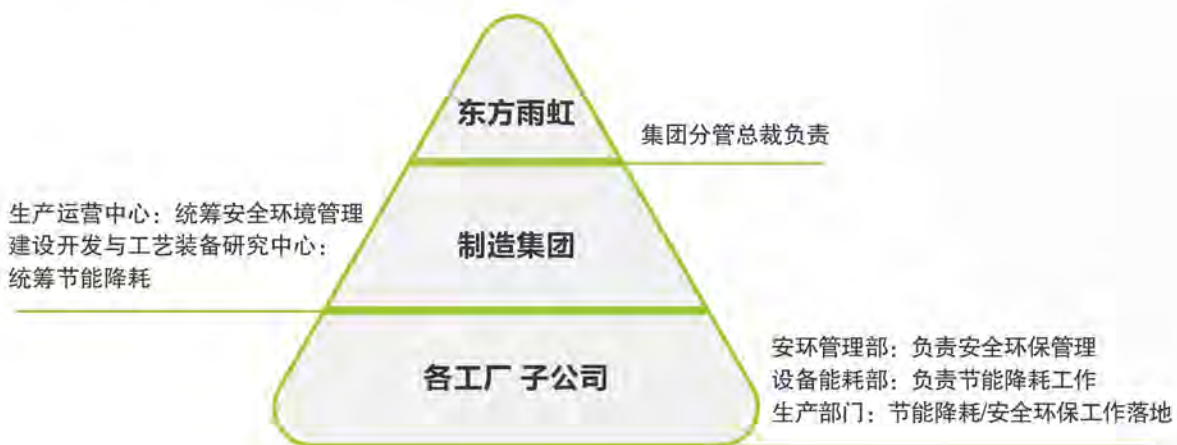 东方雨虹
集团分管总裁负责
生产运营中心：统筹安全环境管理
建设开发与工艺装备研究中心：
统筹节能降耗
制造集团
各工厂 子公司
安环管理部：负责安全环保管理
设备能耗部：负责节能降耗工作
生产部门：节能降耗/安全环保工作落地